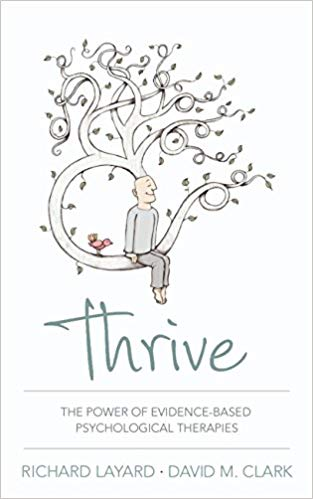 Thrive
THE POWER OF EVIDENCE-BASED
PSYCHOLOGICAL THERAPIES
RICHARD LAYARD · DAVID M. CLARK